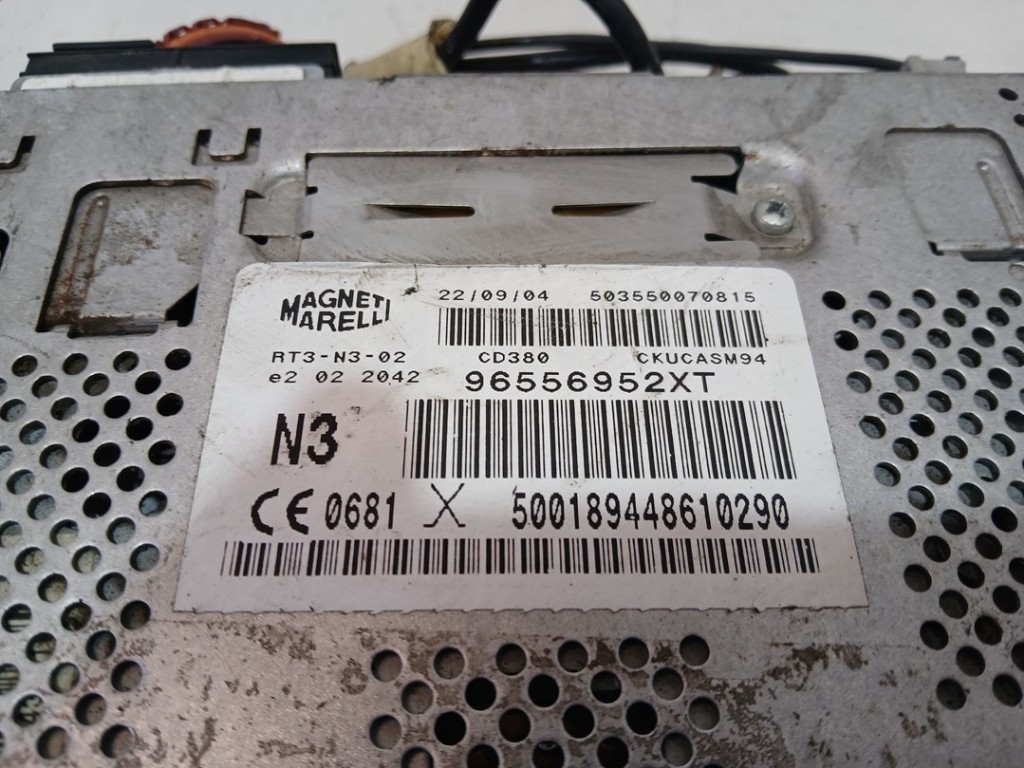 MAGNETI
MARELLI
22/09/04 503550070815
RT3-N3-02 CD380 CKUCASM94
e2 02 2042 96556952XT
N3
CE 0681 X 500189448610290